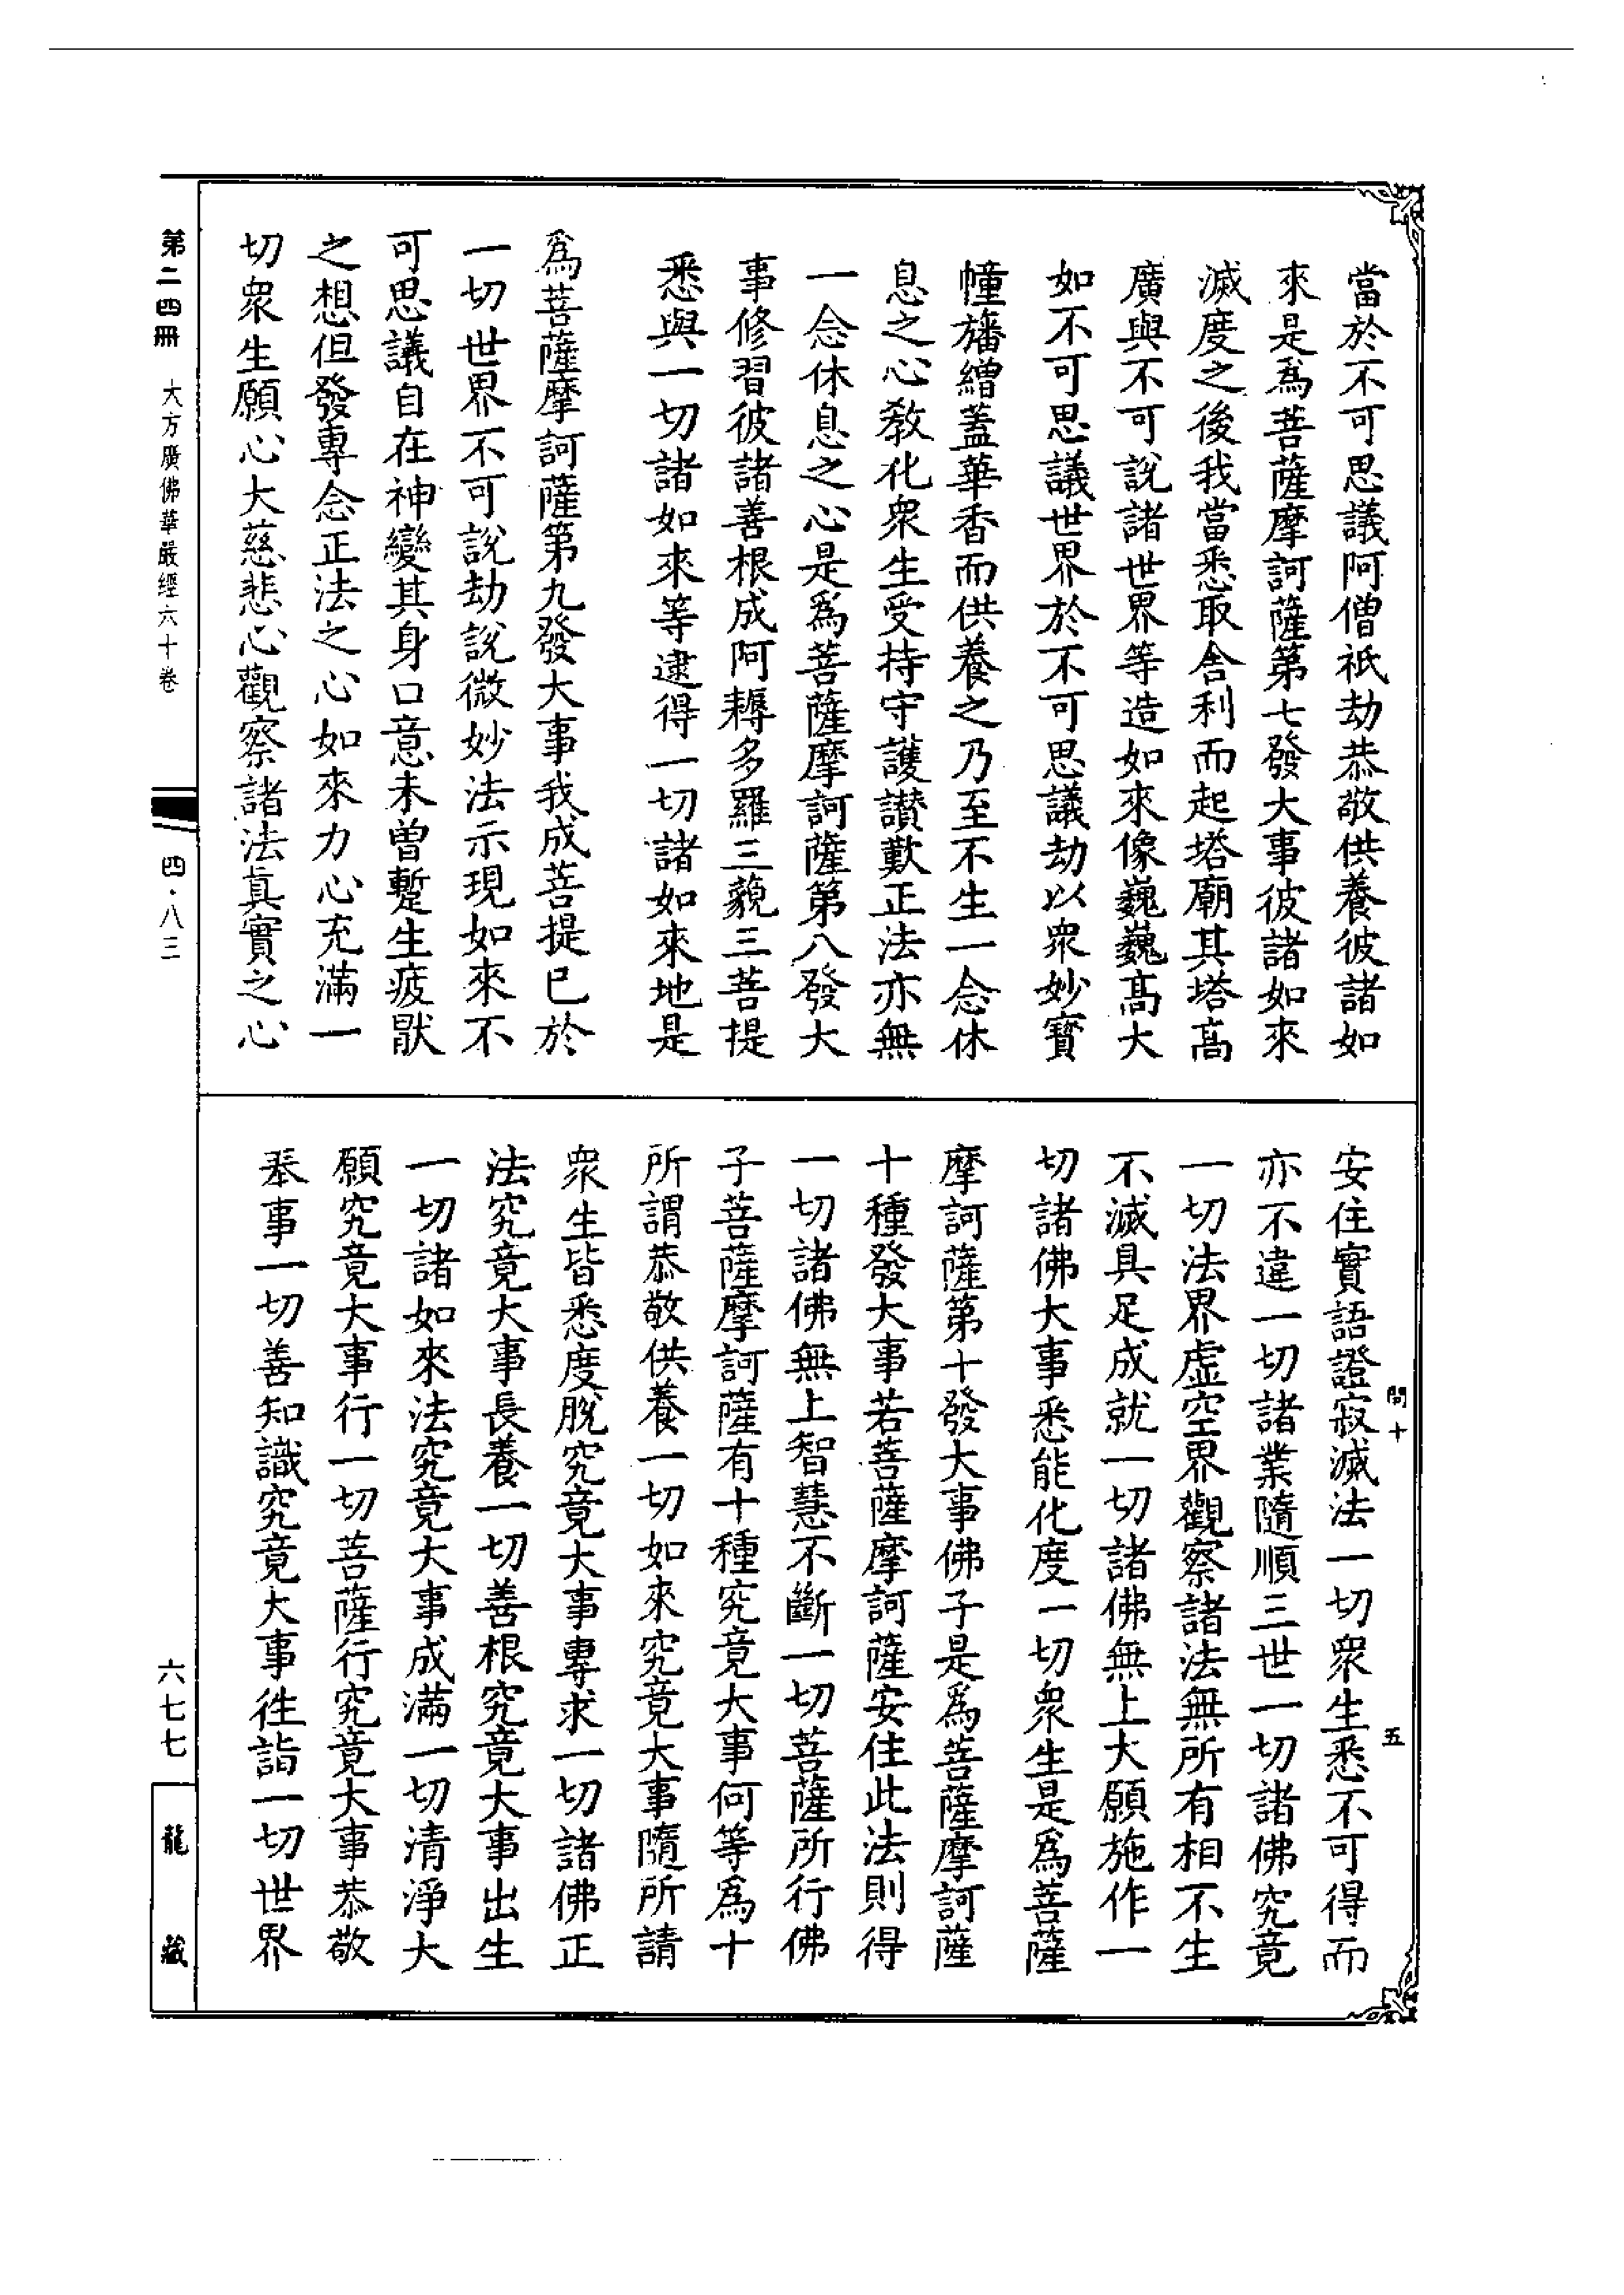 當於不可思議阿僧祇劫恭敬供養彼諸如
來是爲菩薩摩訶薩第七發大事彼諸如來
滅度之後我當悉取舍利而起塔廟其塔高
廣與不可說諸世界等造如來像巍巍高大
如不可思議世界於不可思議劫以衆妙寶
幢旛繒蓋華香而供養之乃至不生一念休
息之心教化衆生受持守護讃歎正法亦無
一念休息之心是爲菩薩摩訶薩第八發大
事修習彼諸善根成阿耨多羅三藐三菩提
悉與一切諸如來等逮得一切諸如來地是
爲菩薩摩訶薩第九發大事我成菩提已於
一切世界不可說劫說微妙法示現如來不
可思議自在神變其身口意未曾蹔生疲猒
之想但發專念正法之心如來力心充滿一
切衆生願心大慈悲心觀察諸法眞實之心
安住實語證寂滅法一切衆生悉不可得而
亦不違一切諸業隨順三世一切諸佛究竟
一切法界虛空界觀察諸法無所有相不生
不滅具足成就一切諸佛無上大願施作一
切諸佛大事悉能化度一切衆生是爲菩薩
摩訶薩第十發大事佛子是爲菩薩摩訶薩
十種發大事若菩薩摩訶薩安住此法則得
一切諸佛無上智慧不斷一切菩薩所行佛
子菩薩摩訶薩有十種究竟大事何等爲十
所謂恭敬供養一切如來究竟大事隨所請
衆生皆悉度脫究竟大事專求一切諸佛正
法究竟大事長養一切善根究竟大事出生
一切諸如來法究竟大事成滿一切清淨大
願究竟大事行一切菩薩行究竟大事恭敬
奉事一切善知識究竟大事徃詣一切世界
問十
五
第二四冊 大方廣佛華嚴經六十卷
四·八三
六七七
龍藏